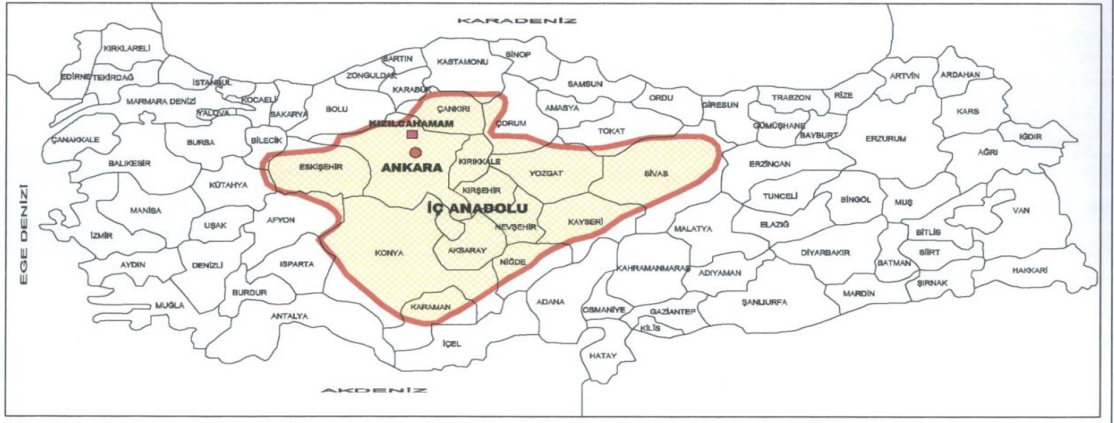 KARADENİZ
KIRKLARELİ
EDİRNE
TEKİRDAĞ
İSTANBUL
KOCAELİ
MARMARA DENİZİ
YALOVA
SAKARYA
BOLU
ZONGULDAK
BARTIN
KARABÜK
KASTAMONU
SİNOP
SAMSUN
ORDU
GİRESUN
TRABZON
RİZE
ARTVİN
ARDAHAN
KARS
IĞDIR
AĞRI
ERZURUM
BAYBURT
GÜMÜŞHANE
AMASYA
TOKAT
ÇORUM
ÇANKIRI
KIZILCAHAMAM
ANKARA
KIRIKKALE
YOZGAT
SİVAS
ERZİNCAN
TUNCELİ
BİNGÖL
MUŞ
VAN
BİTLİS
SİİRT
BATMAN
ŞIRNAK
HAKKARİ
ÇANAKKALE
BALIKESİR
BURSA
BİLECİK
ESKİŞEHİR
KÜTAHYA
EGE DENİZİ
MANİSA
UŞAK
AFYON
İZMİR
AYDIN
DENİZLİ
ISPARTA
BURDUR
MUĞLA
ANTALYA
KIRŞEHİR
İÇ ANADOLU
NEVŞEHİR
KAYSERİ
KONYA
AKSARAY
NİĞDE
KARAMAN
İÇEL
ADANA
MALATYA
ELAZIĞ
DİYARBAKIR
KAHRAMANMARAŞ
ADIYAMAN
ŞANLIURFA
MARDİN
OSMANİYE
GAZİANTEP
KİLİS
HATAY
AKDENİZ